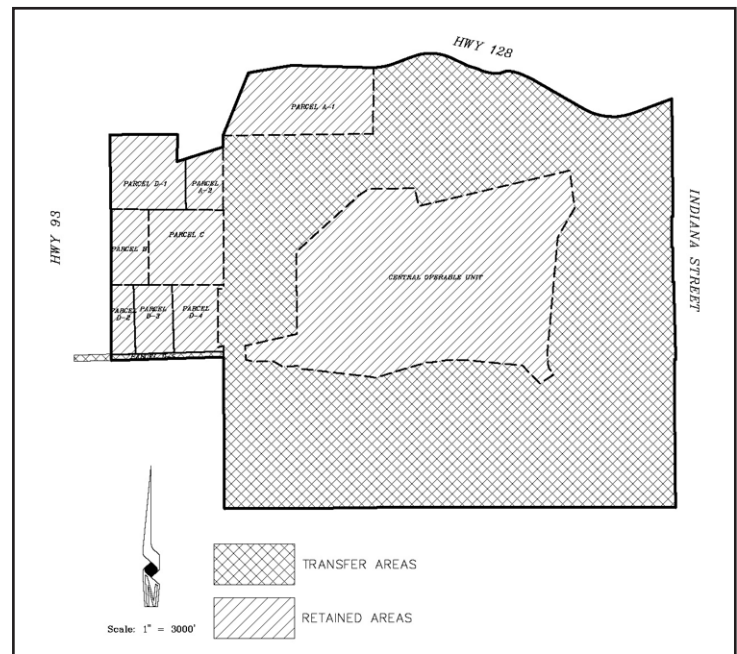 HWY 128
PARCEL A-1
PARCEL D-1
PARCEL
A-2
HWY 93
PARCEL B
PARCEL C
INDIANA STREET
CENTRAL OPERABLE UNIT
PARCEL
D-2
PARCEL
D-3
PARCEL
D-4
PARCEL
TRANSFER AREAS
RETAINED AREAS
Scale: 1" = 3000'